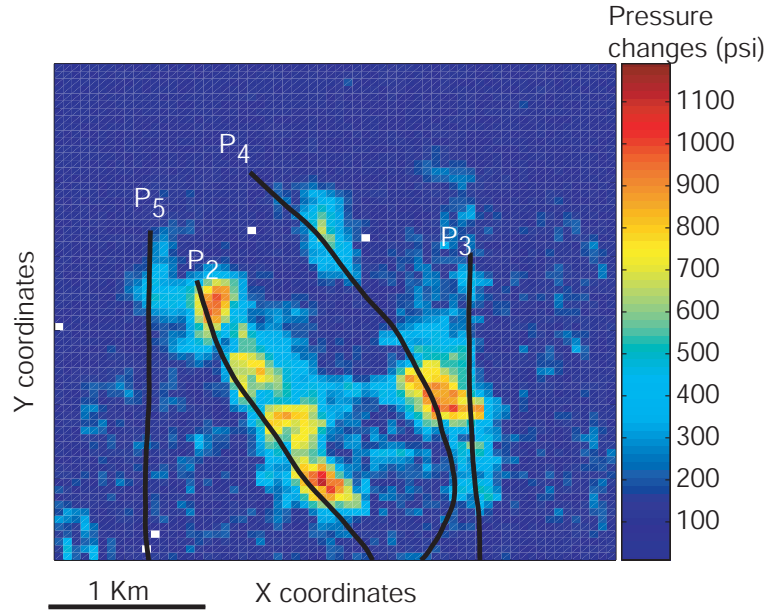 Pressure
changes (psi)
P4
P5
P3
P2
1100
1000
900
800
700
600
500
400
300
200
100
Y coordinates
1 Km
X coordinates